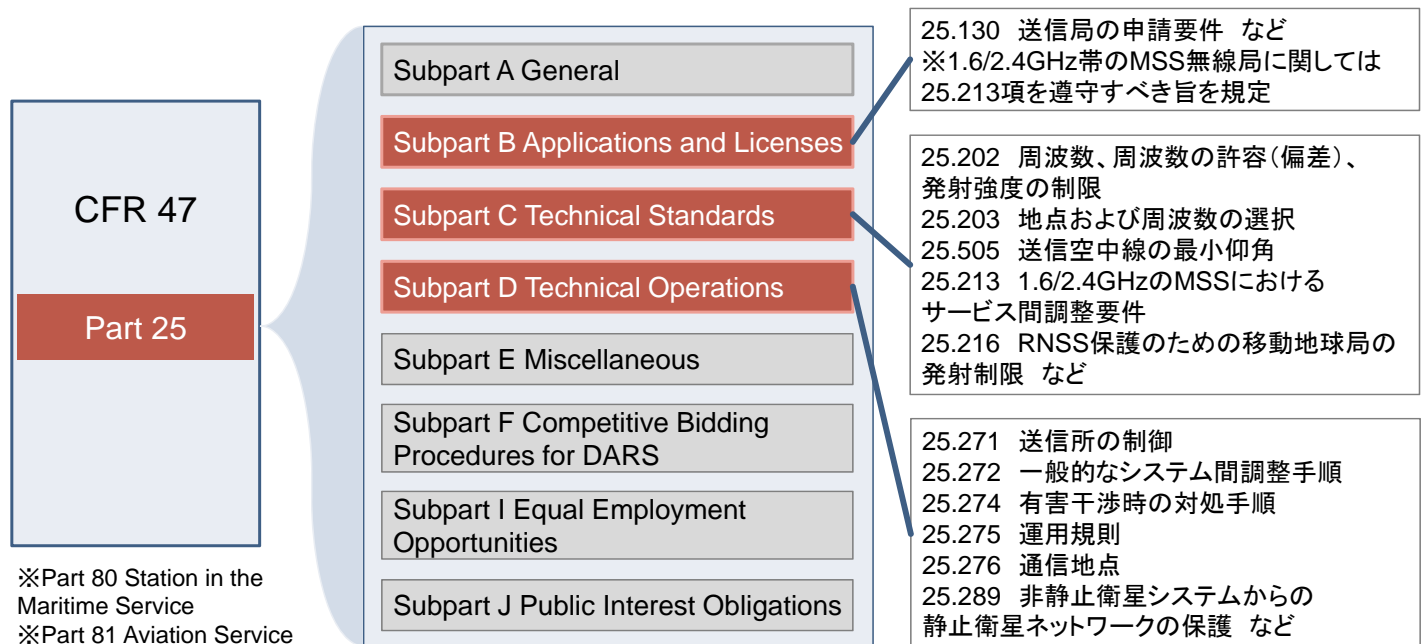 CFR 47
Part 25
※Part 80 Station in the
Maritime Service
※Part 81 Aviation Service
Subpart A General
Subpart B Applications and Licenses
Subpart C Technical Standards
Subpart D Technical Operations
Subpart E Miscellaneous
Subpart F Competitive Bidding
Procedures for DARS
Subpart I Equal Employment
Opportunities
Subpart J Public Interest Obligations
25.130 送信局の申請要件 など
※1.6/2.4GHz帯のMSS無線局に関しては
25.213項を遵守すべき旨を規定
25.202 周波数、周波数の許容(偏差)、
発射強度の制限
25.203 地点および周波数の選択
25.505 送信空中線の最小仰角
25.213 1.6/2.4GHzのMSSにおける
サービス間調整要件
25.216 RNSS保護のための移動地球局の
発射制限 など
25.271 送信所の制御
25.272 一般的なシステム間調整手順
25.274 有害干渉時の対処手順
25.275 運用規則
25.276 通信地点
25.289 非静止衛星システムからの
静止衛星ネットワークの保護 など